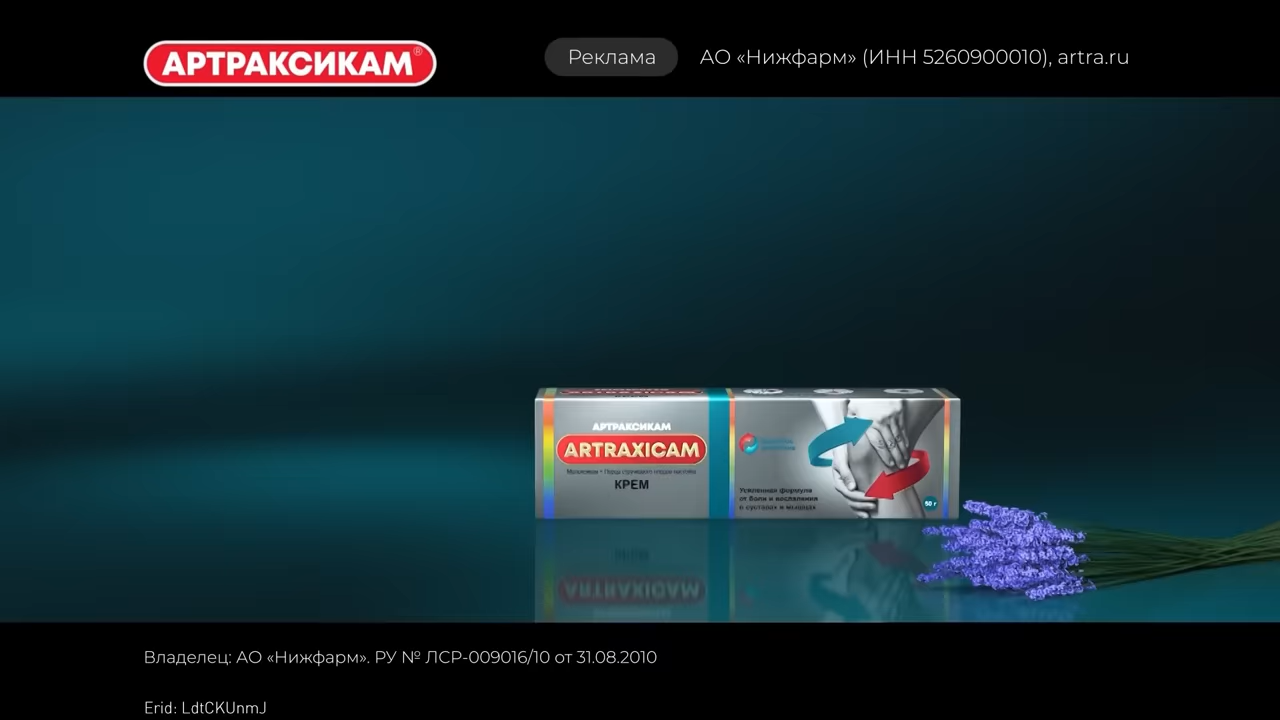 АРТРАКСИКАМ®
Реклама
АО «Нижфарм» (ИНН 5260900010), artra.ru
АРТРАКСИКАМ
ARTRAXICAM
КРЕМ
Усиленная формула
от боли и воспаления
в суставах и мышцах
50 г
Владелец: АО «Нижфарм». РУ № ЛСР-009016/10 от 31.08.2010
Erid: LdtCKUnmJ